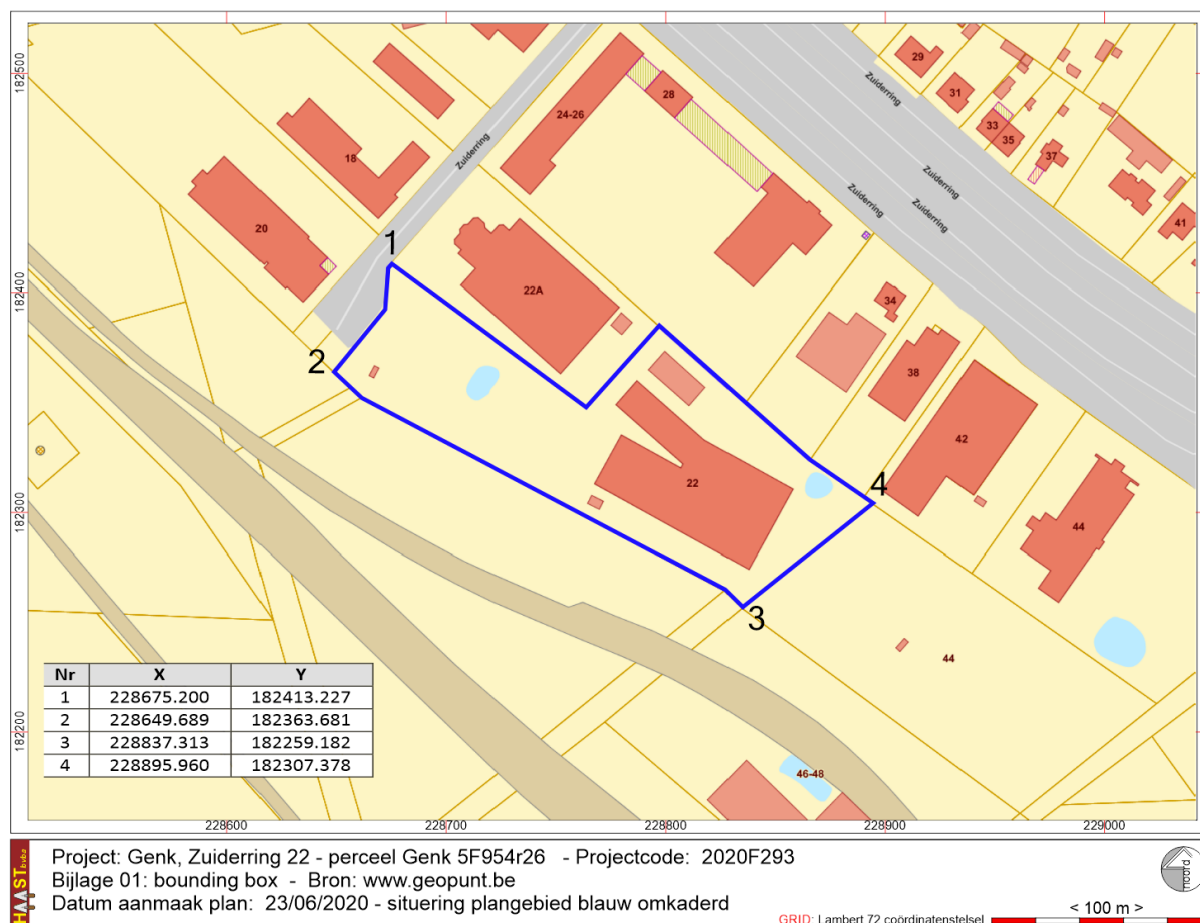 182500
182400
182300
182200
29
31
33
35
37
41
28
24-26
18
20
22A
34
38
42
44
22
44
46-48
Zuiderring
Zuiderring
Zuiderring
Zuiderring
Zuiderring
1
2
3
4
Nr X Y
1 228675.200 182413.227
2 228649.689 182363.681
3 228837.313 182259.182
4 228895.960 182307.378
228600 228700 228800 228900 229000
HAAST bvba
Project: Genk, Zuiderring 22 - perceel Genk 5F954r26 - Projectcode: 2020F293
Bijlage 01: bounding box - Bron: www.geopunt.be
Datum aanmaak plan: 23/06/2020 - situering plangebied blauw omkaderd
noord
< 100 m >
GRID: Lambert 72 coördinatenstelsel